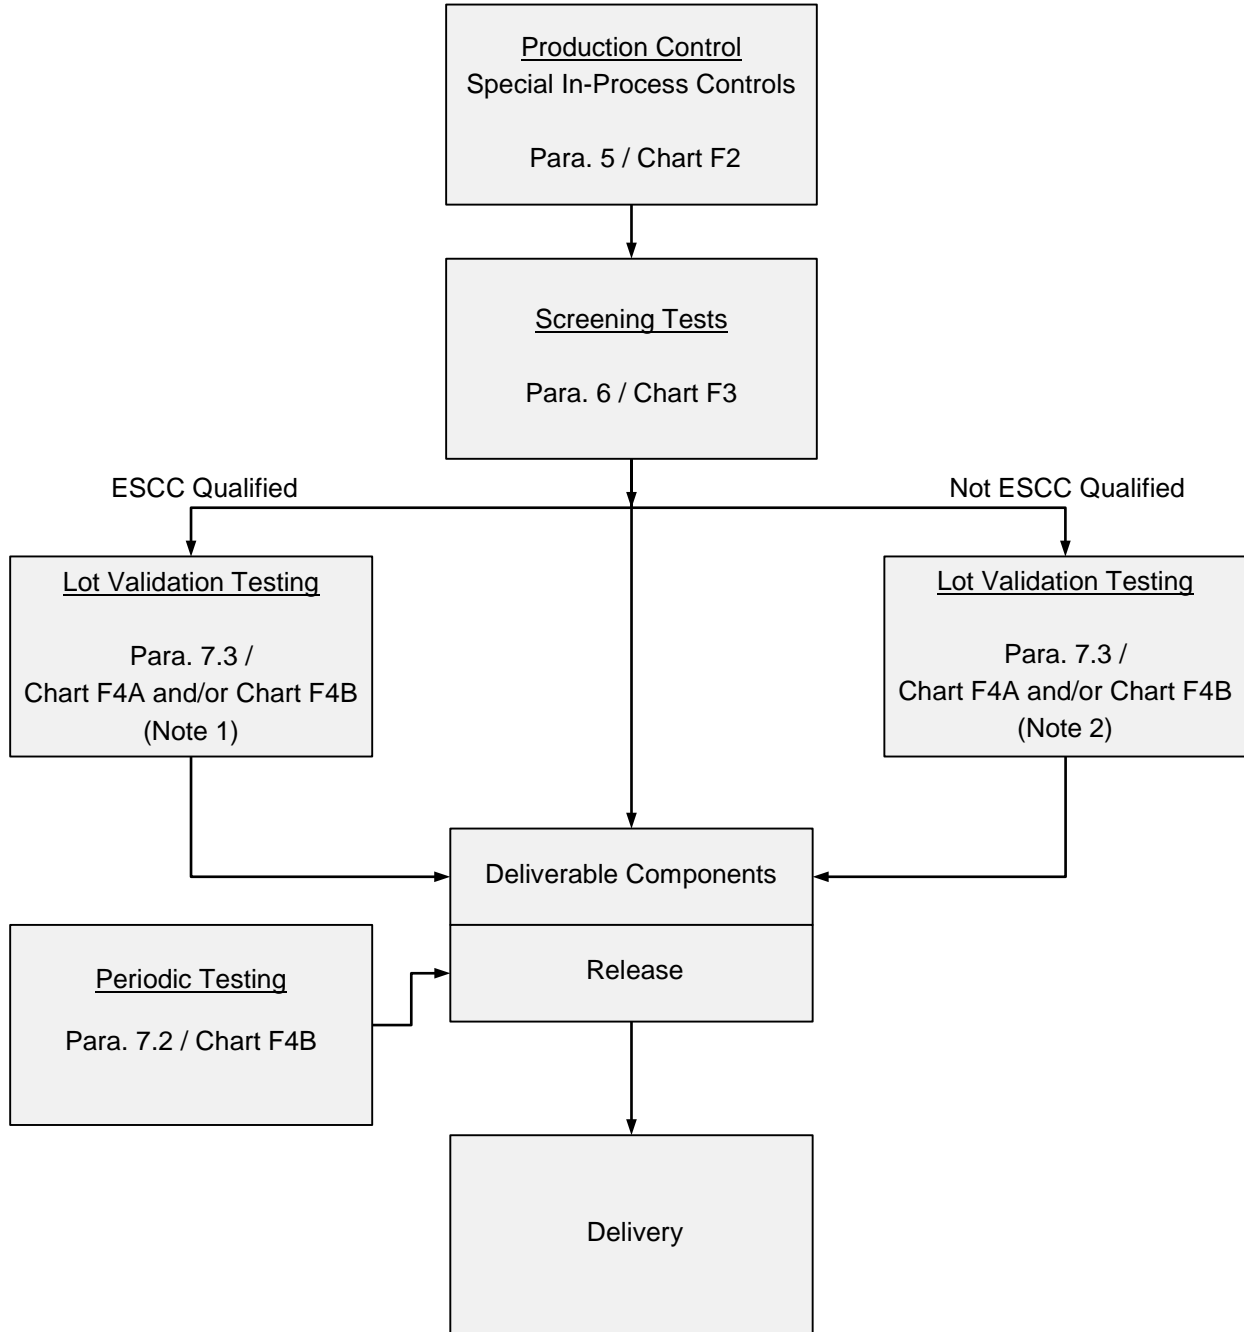 Production Control
Special In-Process Controls
Para. 5 / Chart F2
Screening Tests
Para. 6 / Chart F3
ESCC Qualified
Not ESCC Qualified
Lot Validation Testing
Para. 7.3 /
Chart F4A and/or Chart F4B
(Note 1)
Lot Validation Testing
Para. 7.3 /
Chart F4A and/or Chart F4B
(Note 2)
Deliverable Components
Periodic Testing
Para. 7.2 / Chart F4B
Release
Delivery